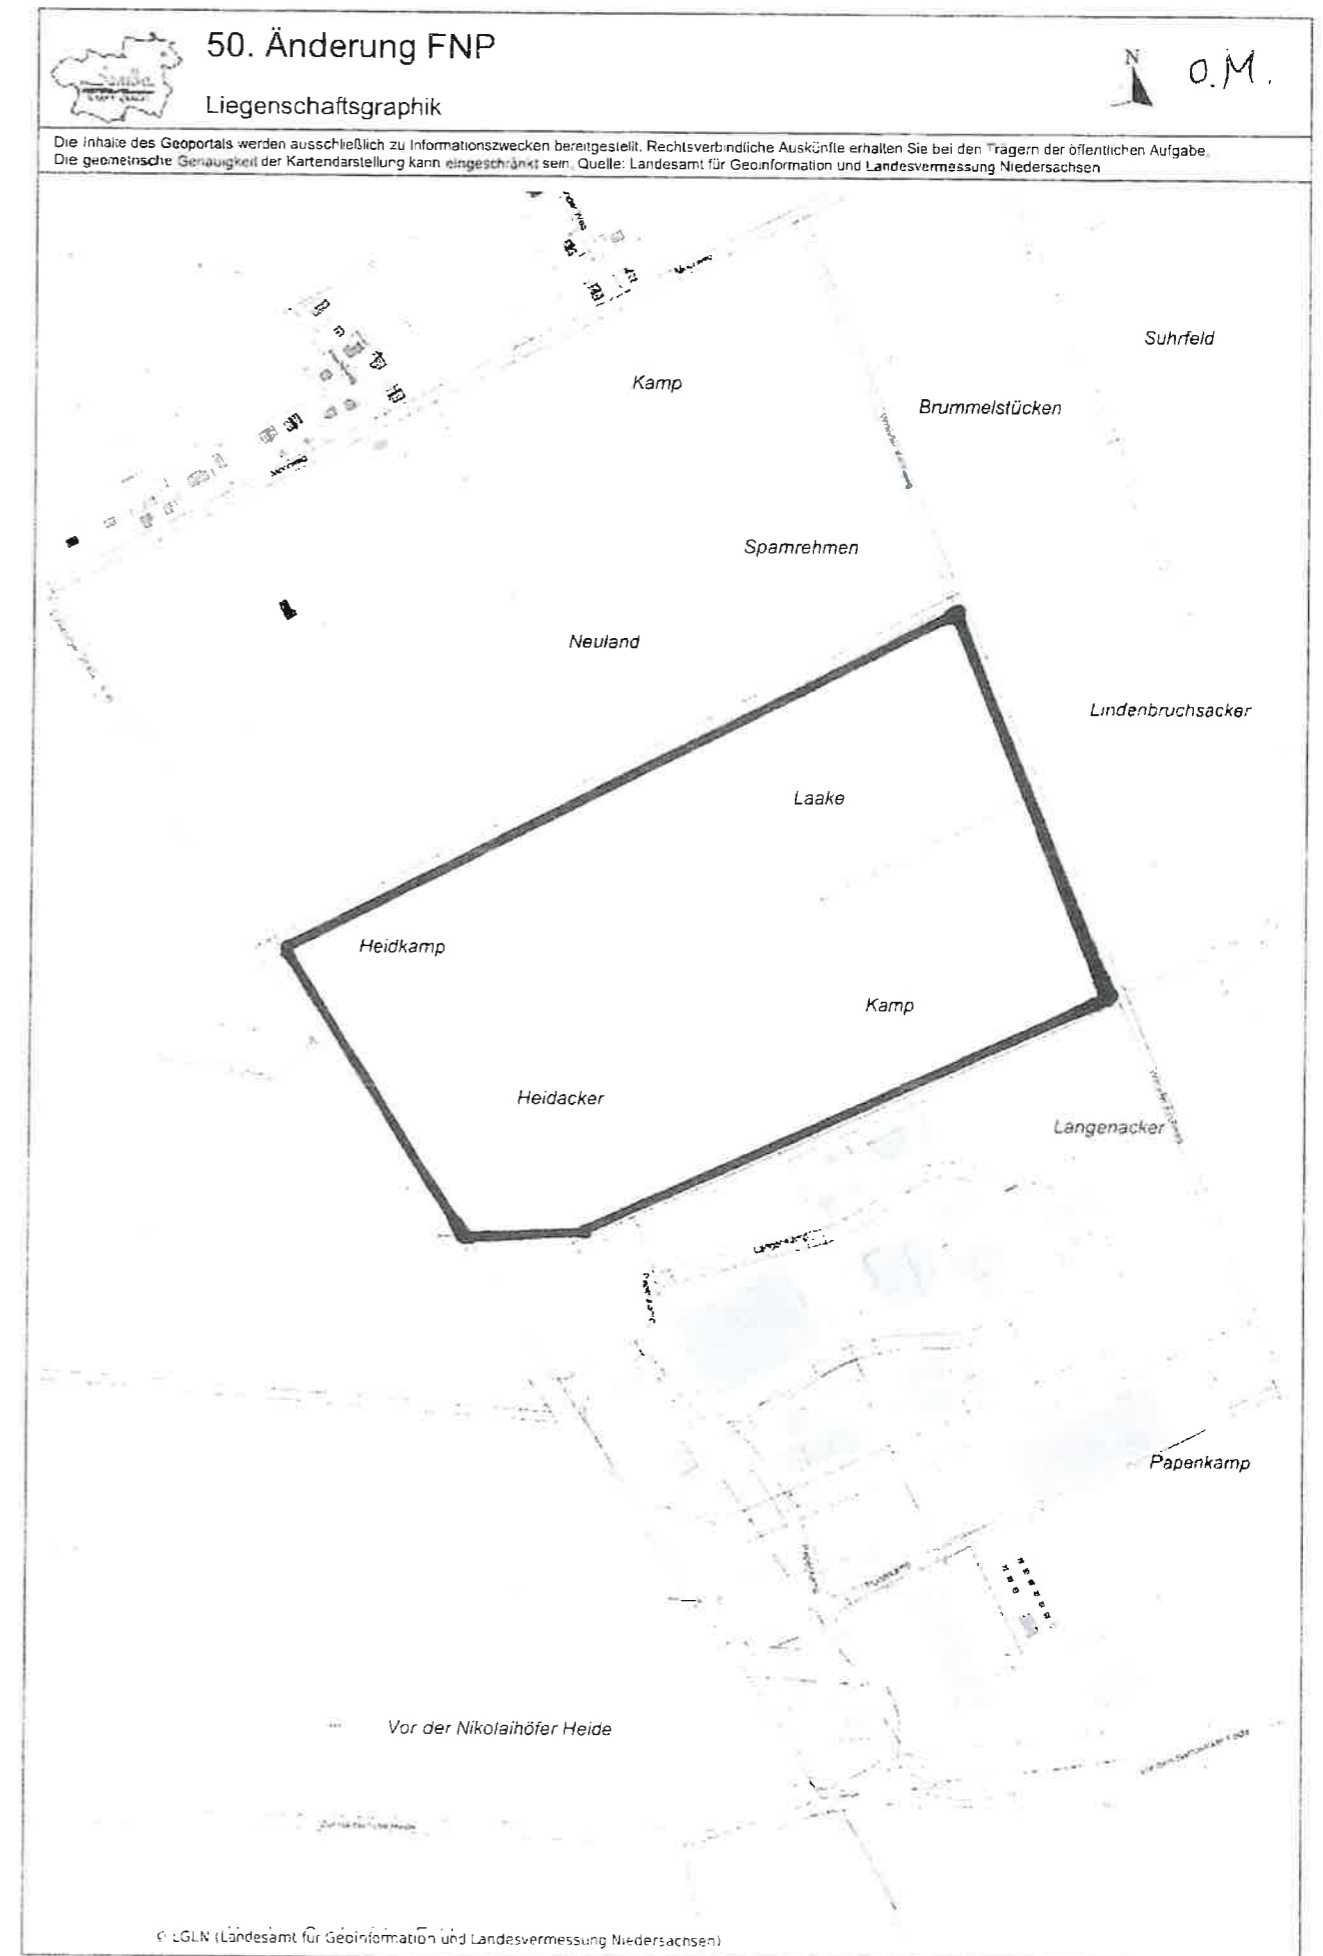 50. Änderung FNP
Liegenschaftsgraphik
N
O.M.
Die Inhalte des Geoportals werden ausschließlich zu Informationszwecken bereitgestellt. Rechtsverbindliche Auskünfte erhalten Sie bei den Trägern der öffentlichen Aufgabe.
Die geometrische Genauigkeit der Kartendarstellung kann eingeschränkt sein. Quelle: Landesamt für Geoinformation und Landesvermessung Niedersachsen
Suhrfeld
Kamp
Brummelstücken
Spamrehmen
Neuland
Lindenbruchsäcker
Laake
Heidkamp
Kamp
Heidacker
Langenacker
Papenkamp
Vor der Nikolaihöfer Heide
© LGLN (Landesamt für Geoinformation und Landesvermessung Niedersachsen)